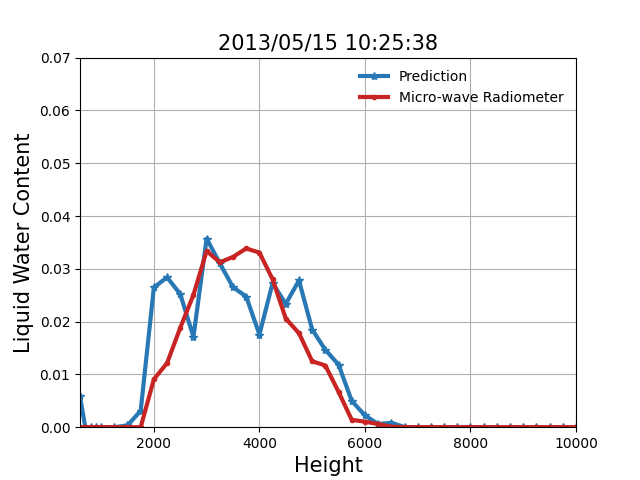 2013/05/15 10:25:38
Prediction
Micro-wave Radiometer
Liquid Water Content
0.07
0.06
0.05
0.04
0.03
0.02
0.01
0.00
2000 4000 6000 8000 10000
Height